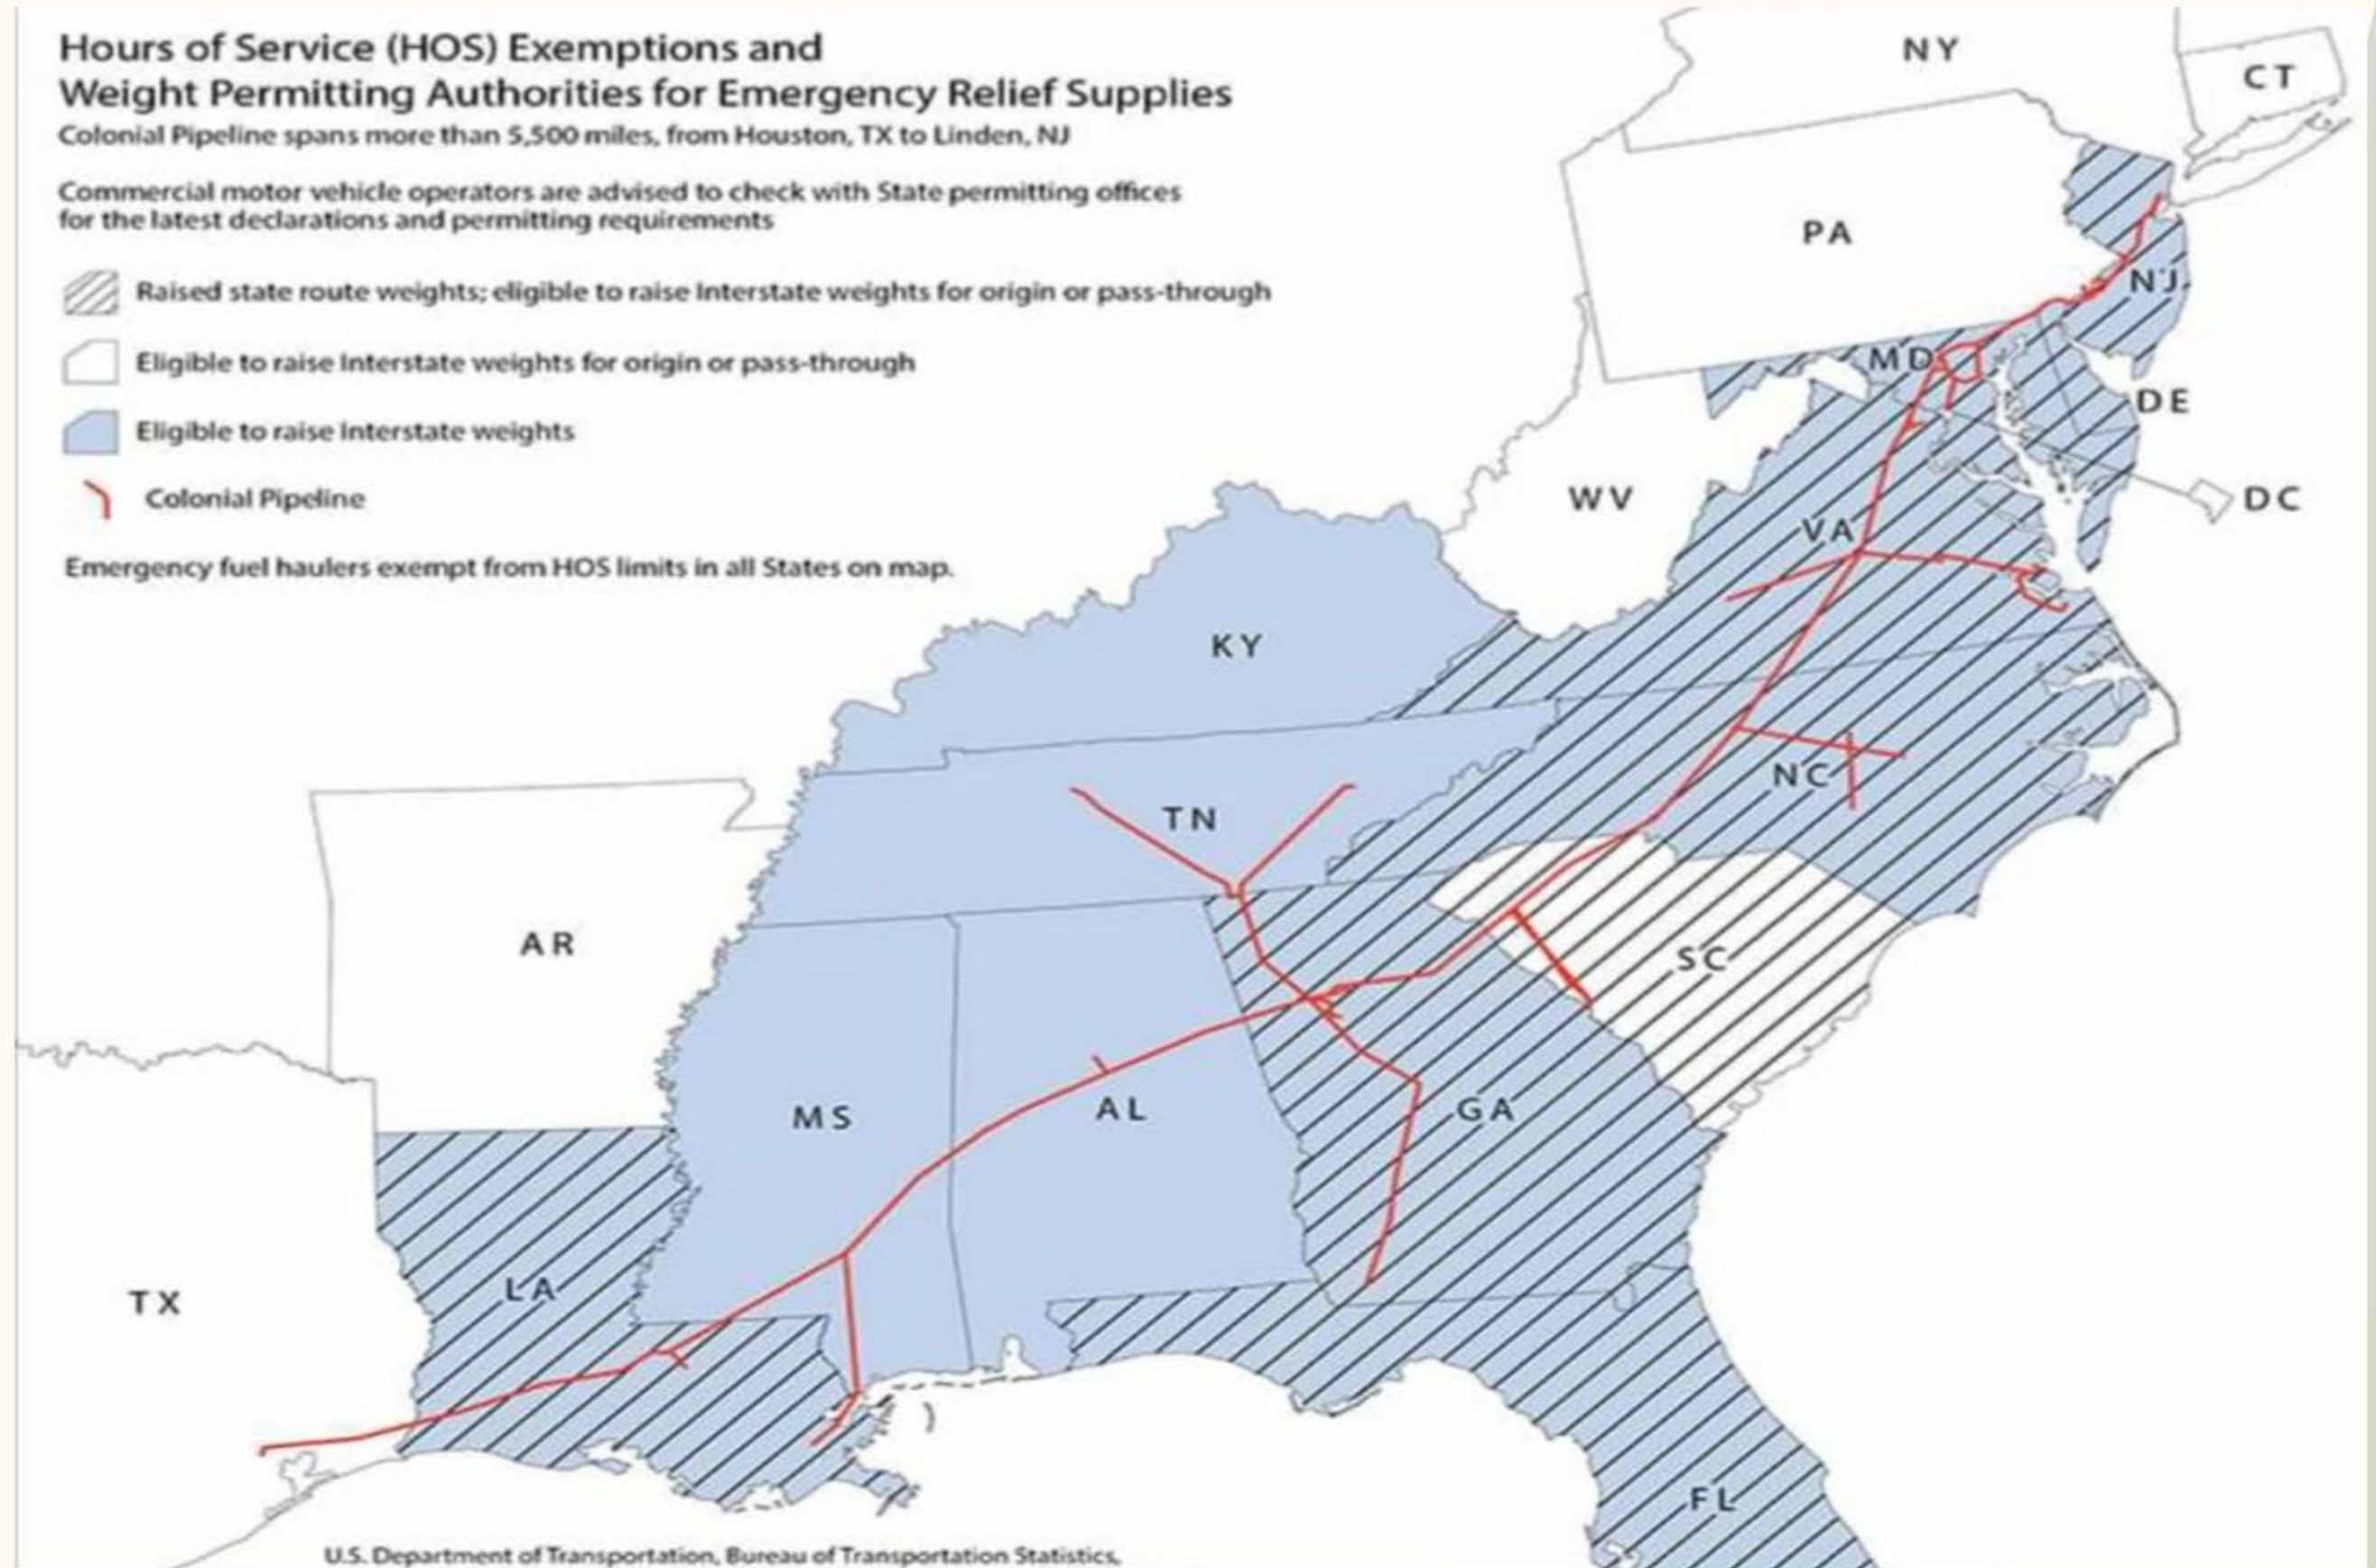 Hours of Service (HOS) Exemptions and
Weight Permitting Authorities for Emergency Relief Supplies
Colonial Pipeline spans more than 5,500 miles, from Houston, TX to Linden, NJ
Commercial motor vehicle operators are advised to check with State permitting offices
for the latest declarations and permitting requirements
Raised state route weights; eligible to raise Interstate weights for origin or pass-through
Eligible to raise Interstate weights for origin or pass-through
Eligible to raise Interstate weights
Colonial Pipeline
Emergency fuel haulers exempt from HOS limits in all States on map.
NY
CT
PA
NJ
MD
DE
WV
DC
VA
KY
TN
NC
AR
SC
MS
AL
GA
LA
TX
FL
U.S. Department of Transportation, Bureau of Transportation Statistics,